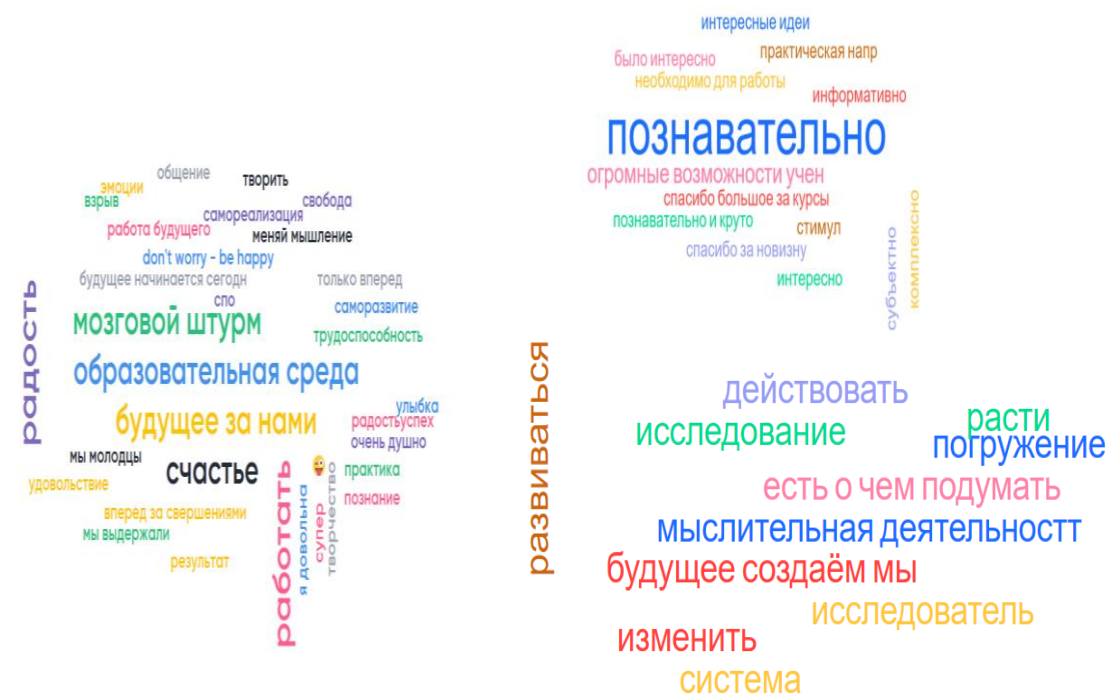 общение
творить
эмоции
взрыв
свобода
самореализация
работа будущего
меняй мышление
don't worry - be happy
будущее начинается сегодн
только вперед
спо
саморазвитие
радость
мозговой штурм
трудоспособность
образовательная среда
улыбка
будущее за нами
радостьуспех
очень душно
мы молодцы
счастье
практика
удовольствие
познание
вперед за свершениями
мы выдержали
результат
работать
я довольна
супер
творчество
интересные идеи
было интересно
практическая напр
необходимо для работы
информативно
познавательно
огромные возможности учен
спасибо большое за курсы
познавательно и круто
стимул
спасибо за новизну
интересно
субъектно
комплексно
развиваться
действовать
расти
исследование
погружение
есть о чем подумать
мыслительная деятельностт
будущее создаём мы
исследователь
изменить
система